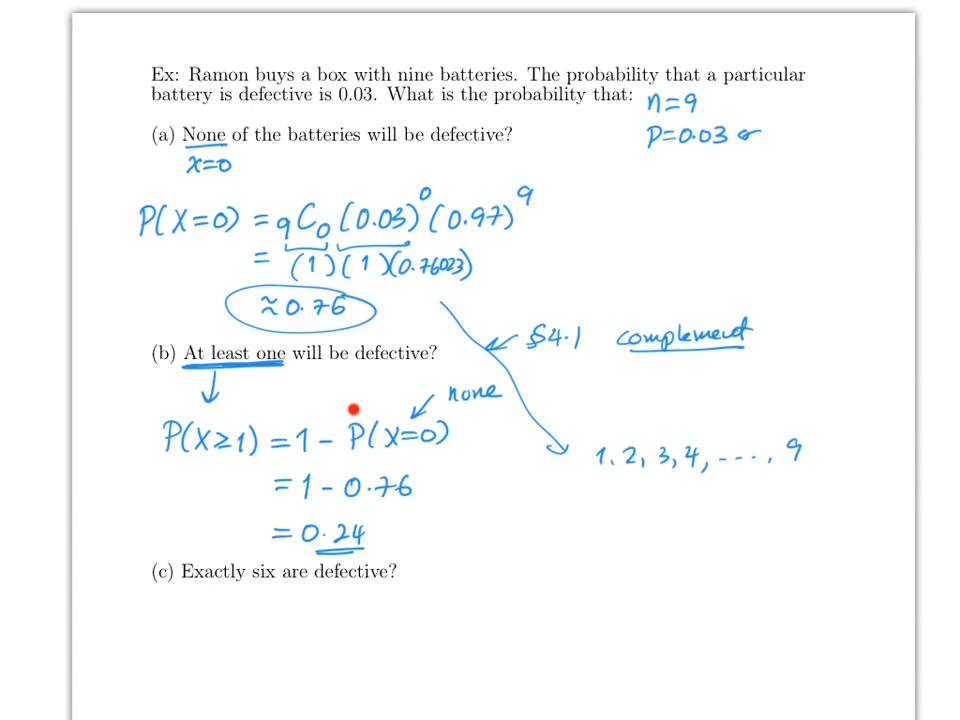 Ex: Ramon buys a box with nine batteries. The probability that a particular
battery is defective is 0.03. What is the probability that:
n=9
(a) None of the batteries will be defective?
p=0.03
x=0
P(X=0) = 9C₀ (0.03)⁰ (0.97)⁹
= (1)(1)(0.76023)
≈ 0.76
§4.1 complement
(b) At least one will be defective?
none
P(X≥1) = 1 - P(X=0)
1, 2, 3, 4, ----, 9
= 1 - 0.76
= 0.24
(c) Exactly six are defective?